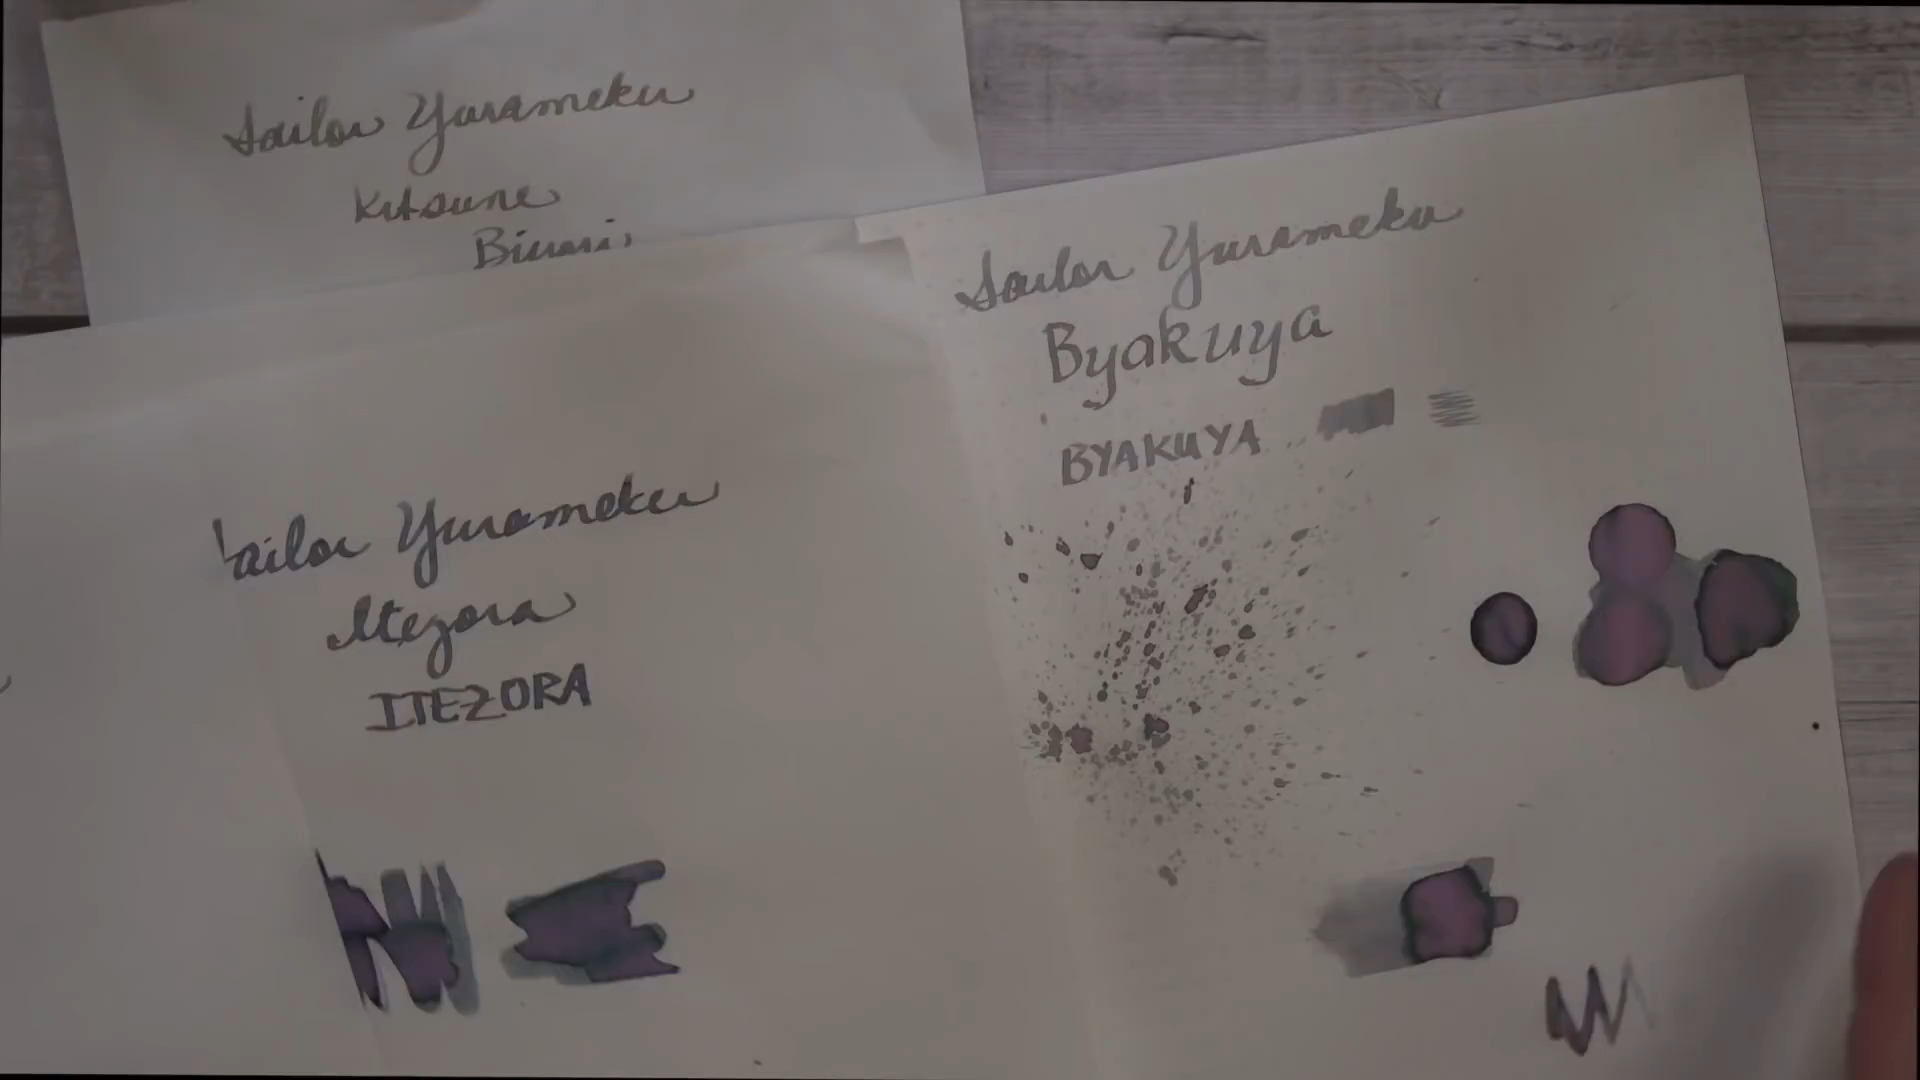 Sailor Yurameku
Kitsune
Sailor Yurameku
Byakuya
BYAKUYA
Sailor Yurameku
Itezora
ITEZORA